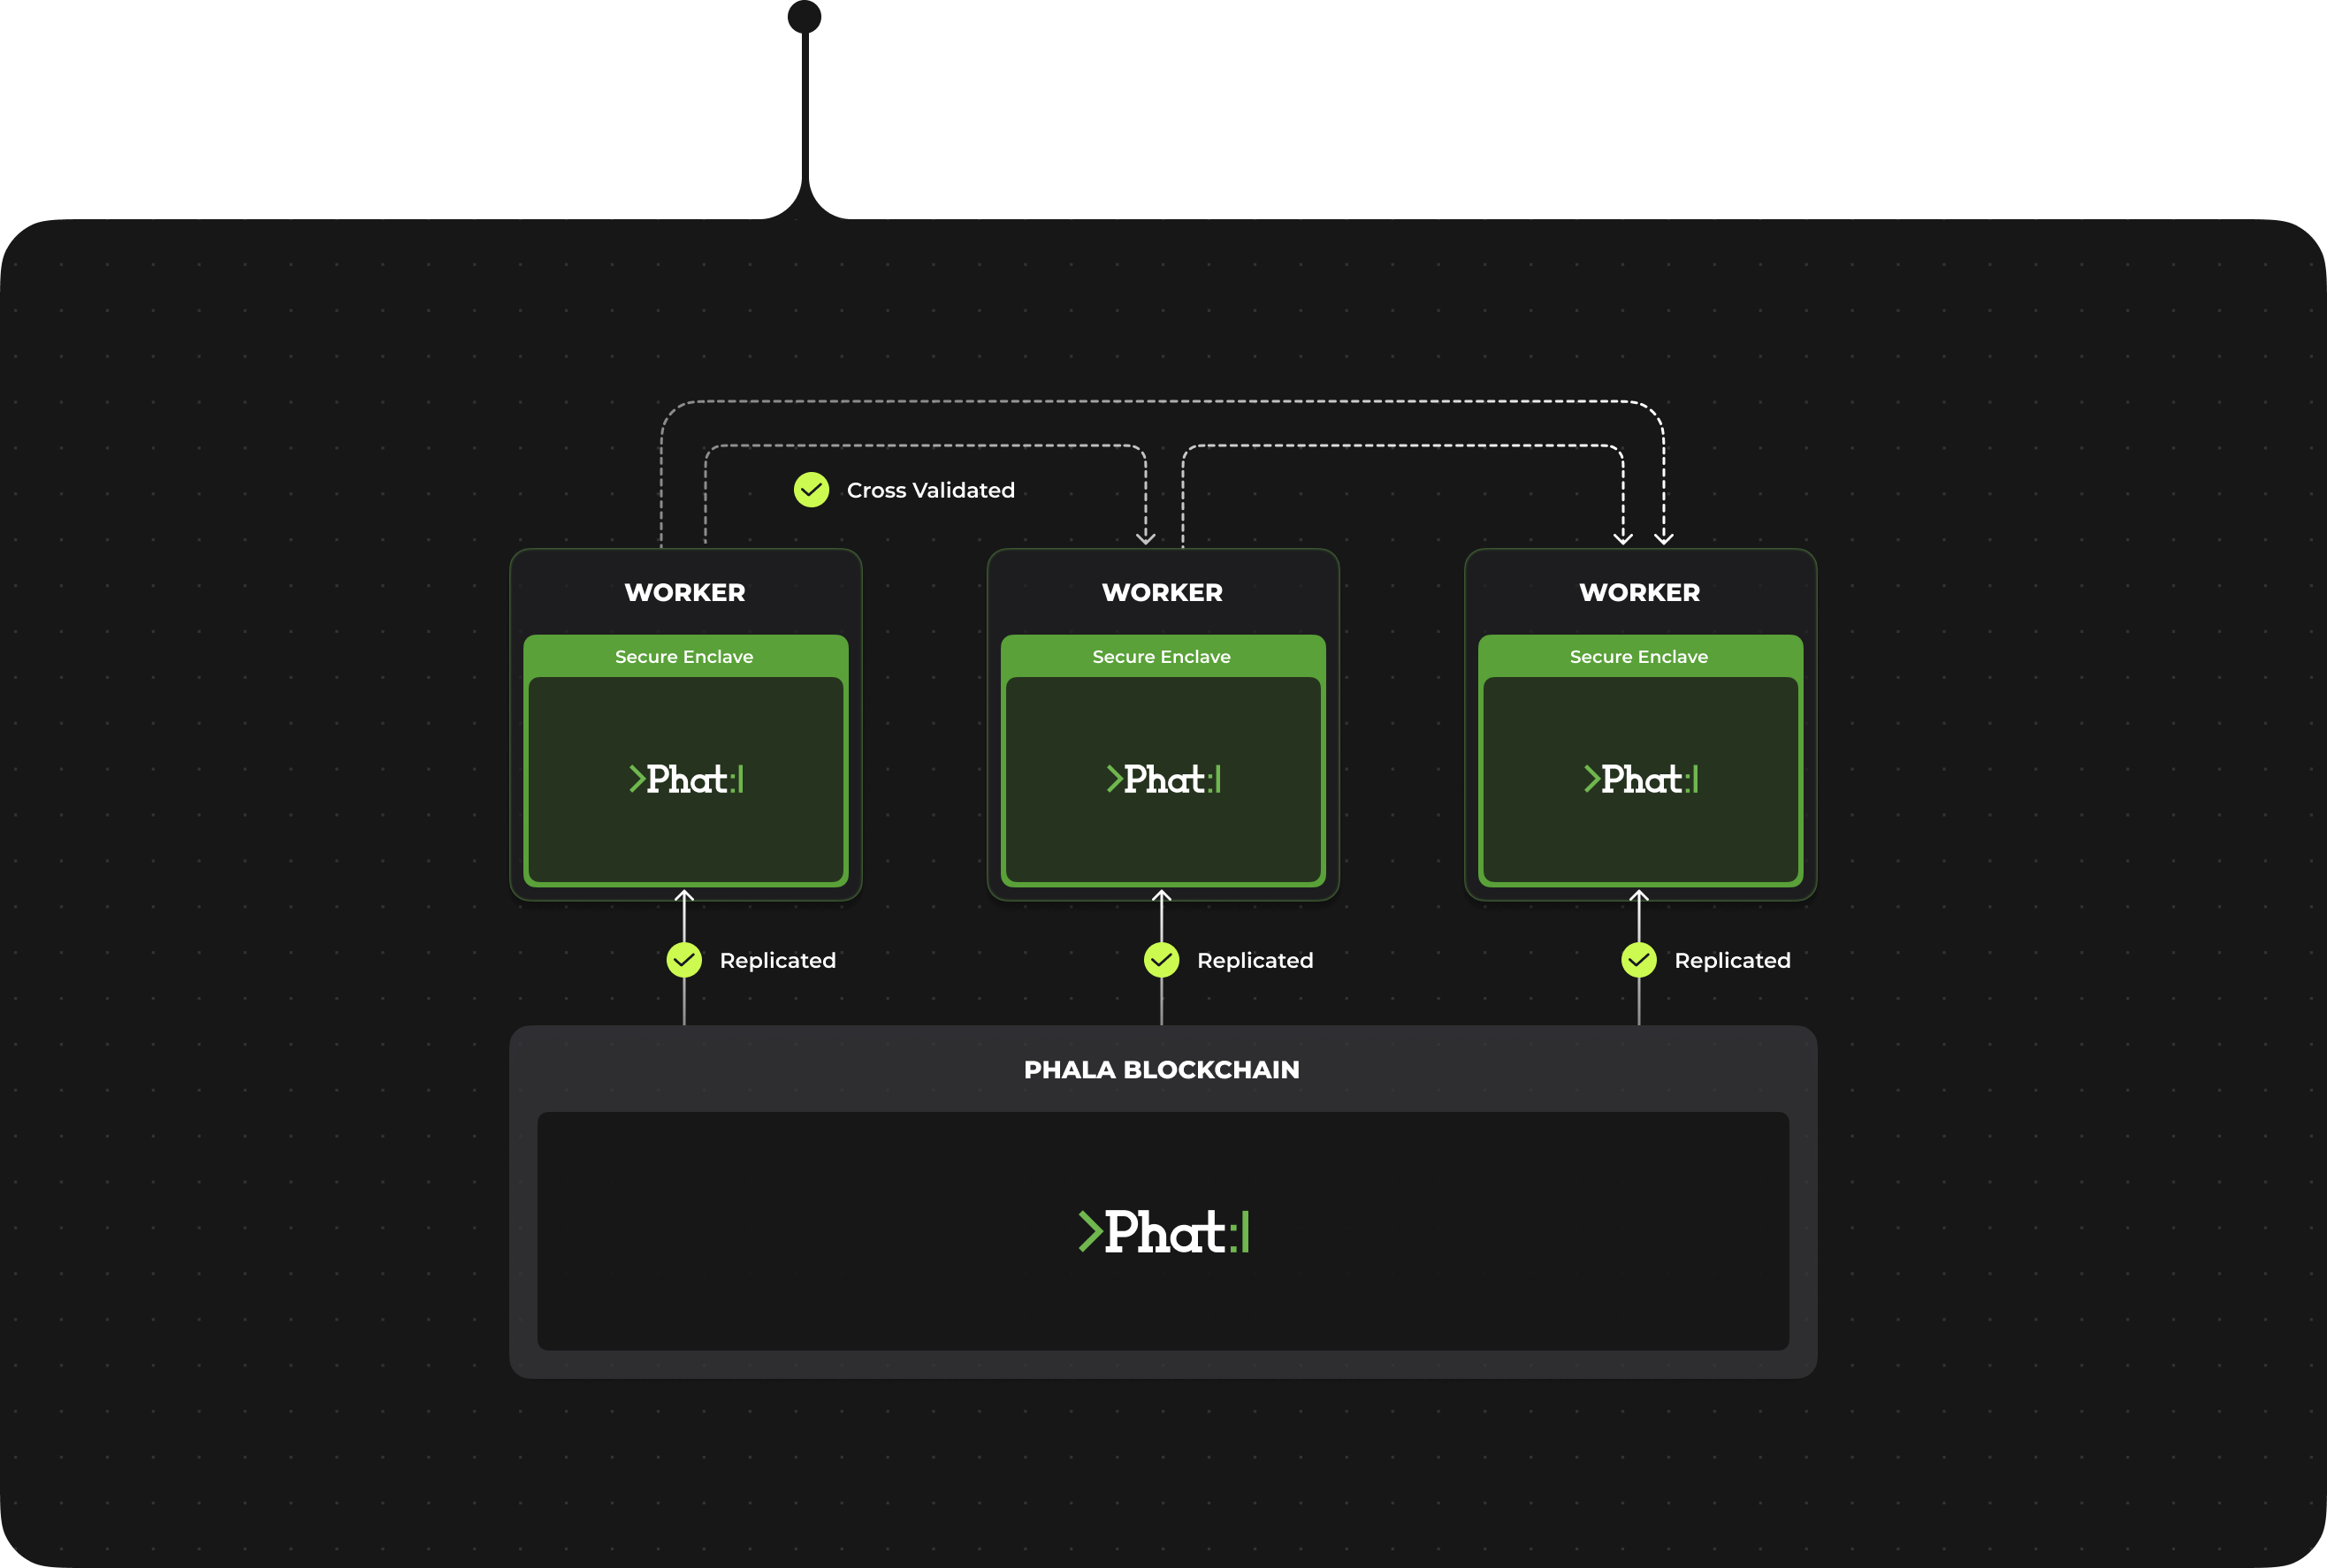 Cross Validated
WORKER
WORKER
WORKER
Secure Enclave
Secure Enclave
Secure Enclave
>Phat:|
>Phat:|
>Phat:|
Replicated
Replicated
Replicated
PHALA BLOCKCHAIN
>Phat:|